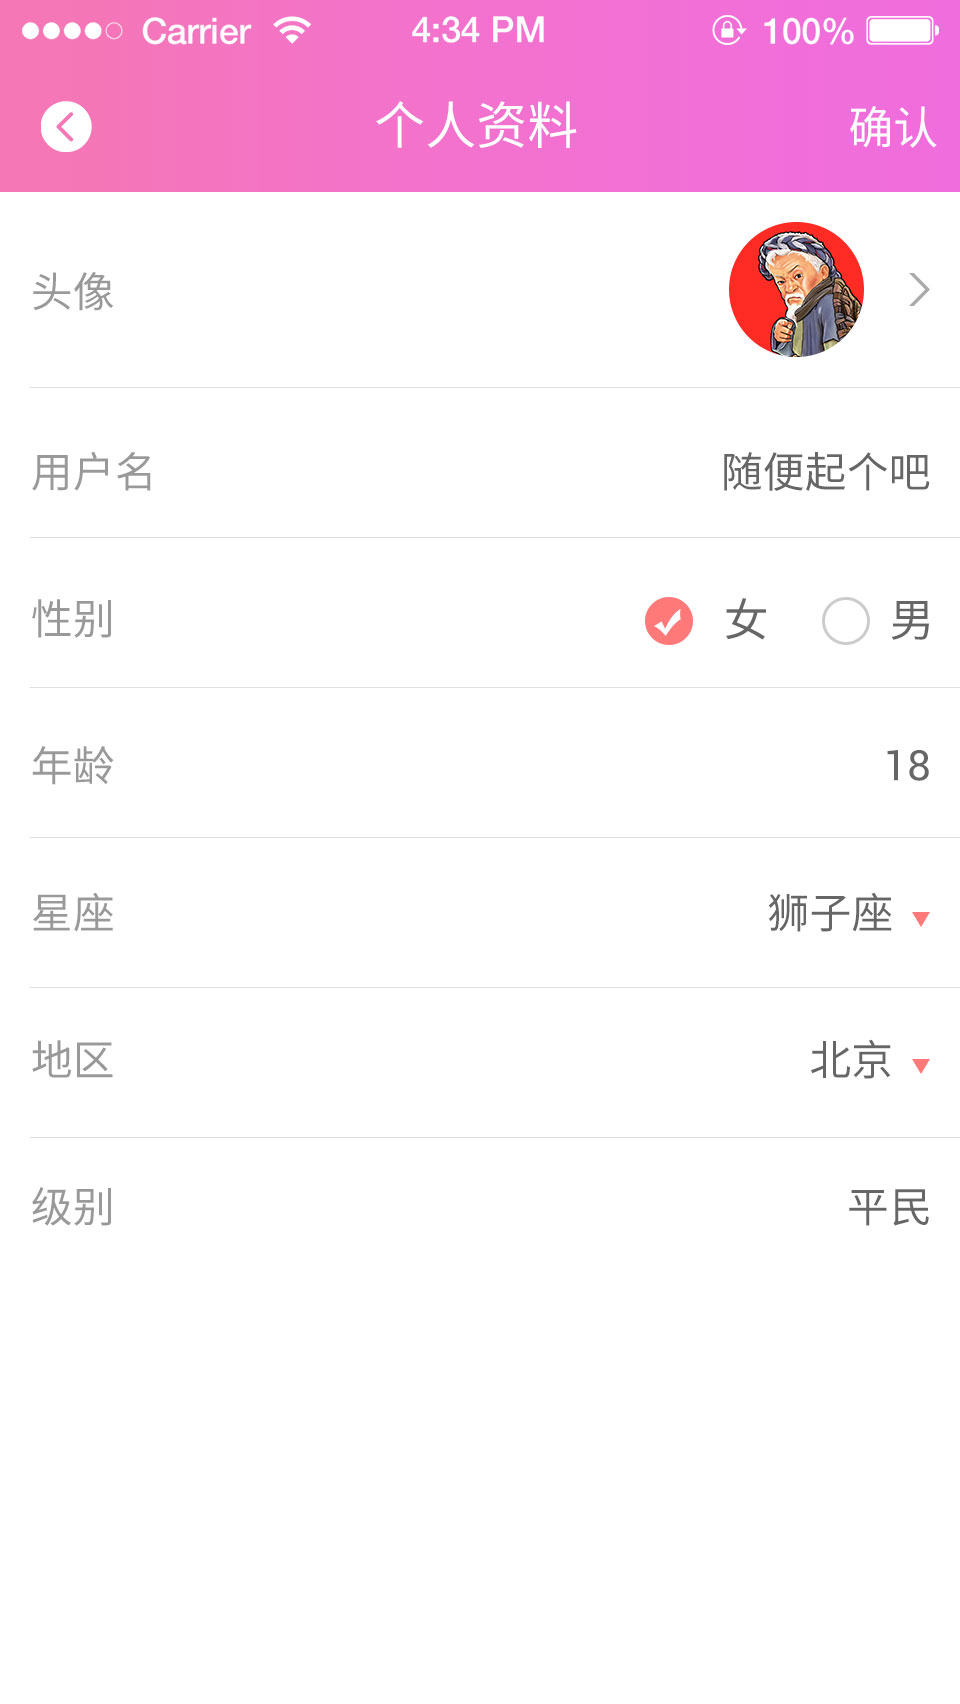 Carrier 4:34 PM 100%
个人资料 确认
头像
用户名 随便起个吧
性别 女 男
年龄 18
星座 狮子座
地区 北京
级别 平民